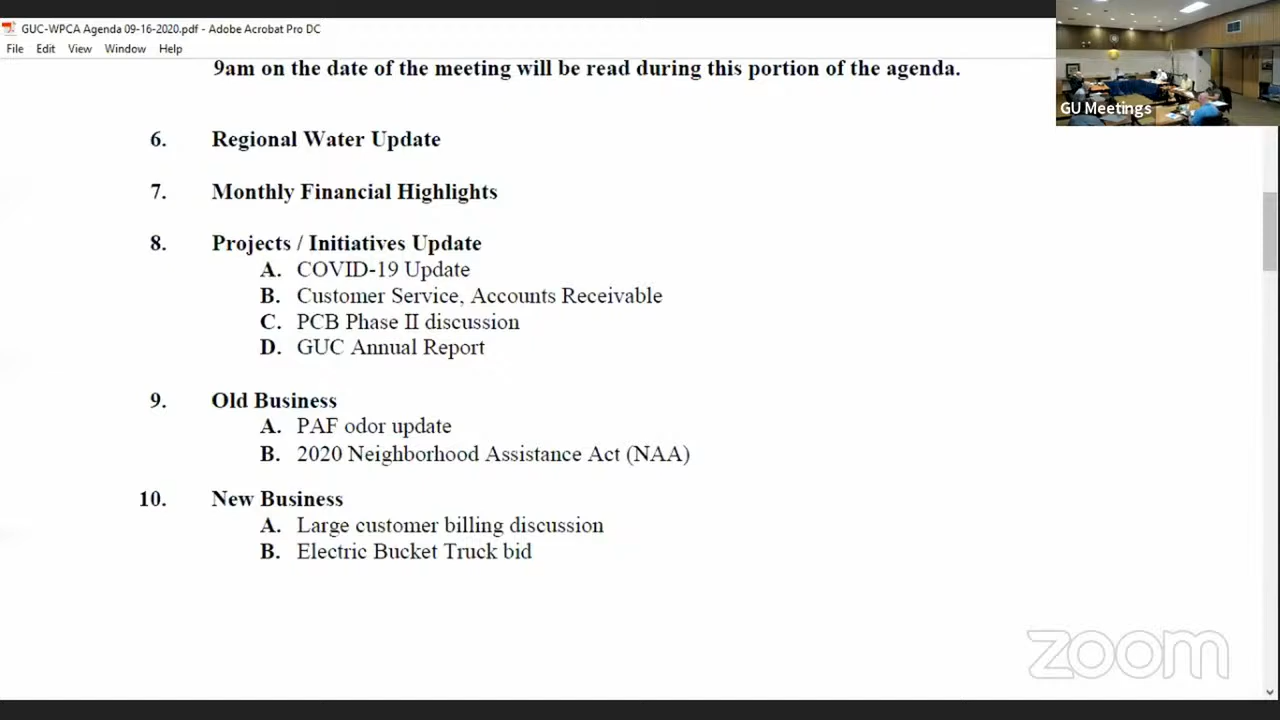 GUC-WPCA Agenda 09-16-2020.pdf - Adobe Acrobat Pro DC
File Edit View Window Help
9am on the date of the meeting will be read during this portion of the agenda.
GU Meetings
6. Regional Water Update
7. Monthly Financial Highlights
8. Projects / Initiatives Update
A. COVID-19 Update
B. Customer Service, Accounts Receivable
C. PCB Phase II discussion
D. GUC Annual Report
9. Old Business
A. PAF odor update
B. 2020 Neighborhood Assistance Act (NAA)
10. New Business
A. Large customer billing discussion
B. Electric Bucket Truck bid
zoom